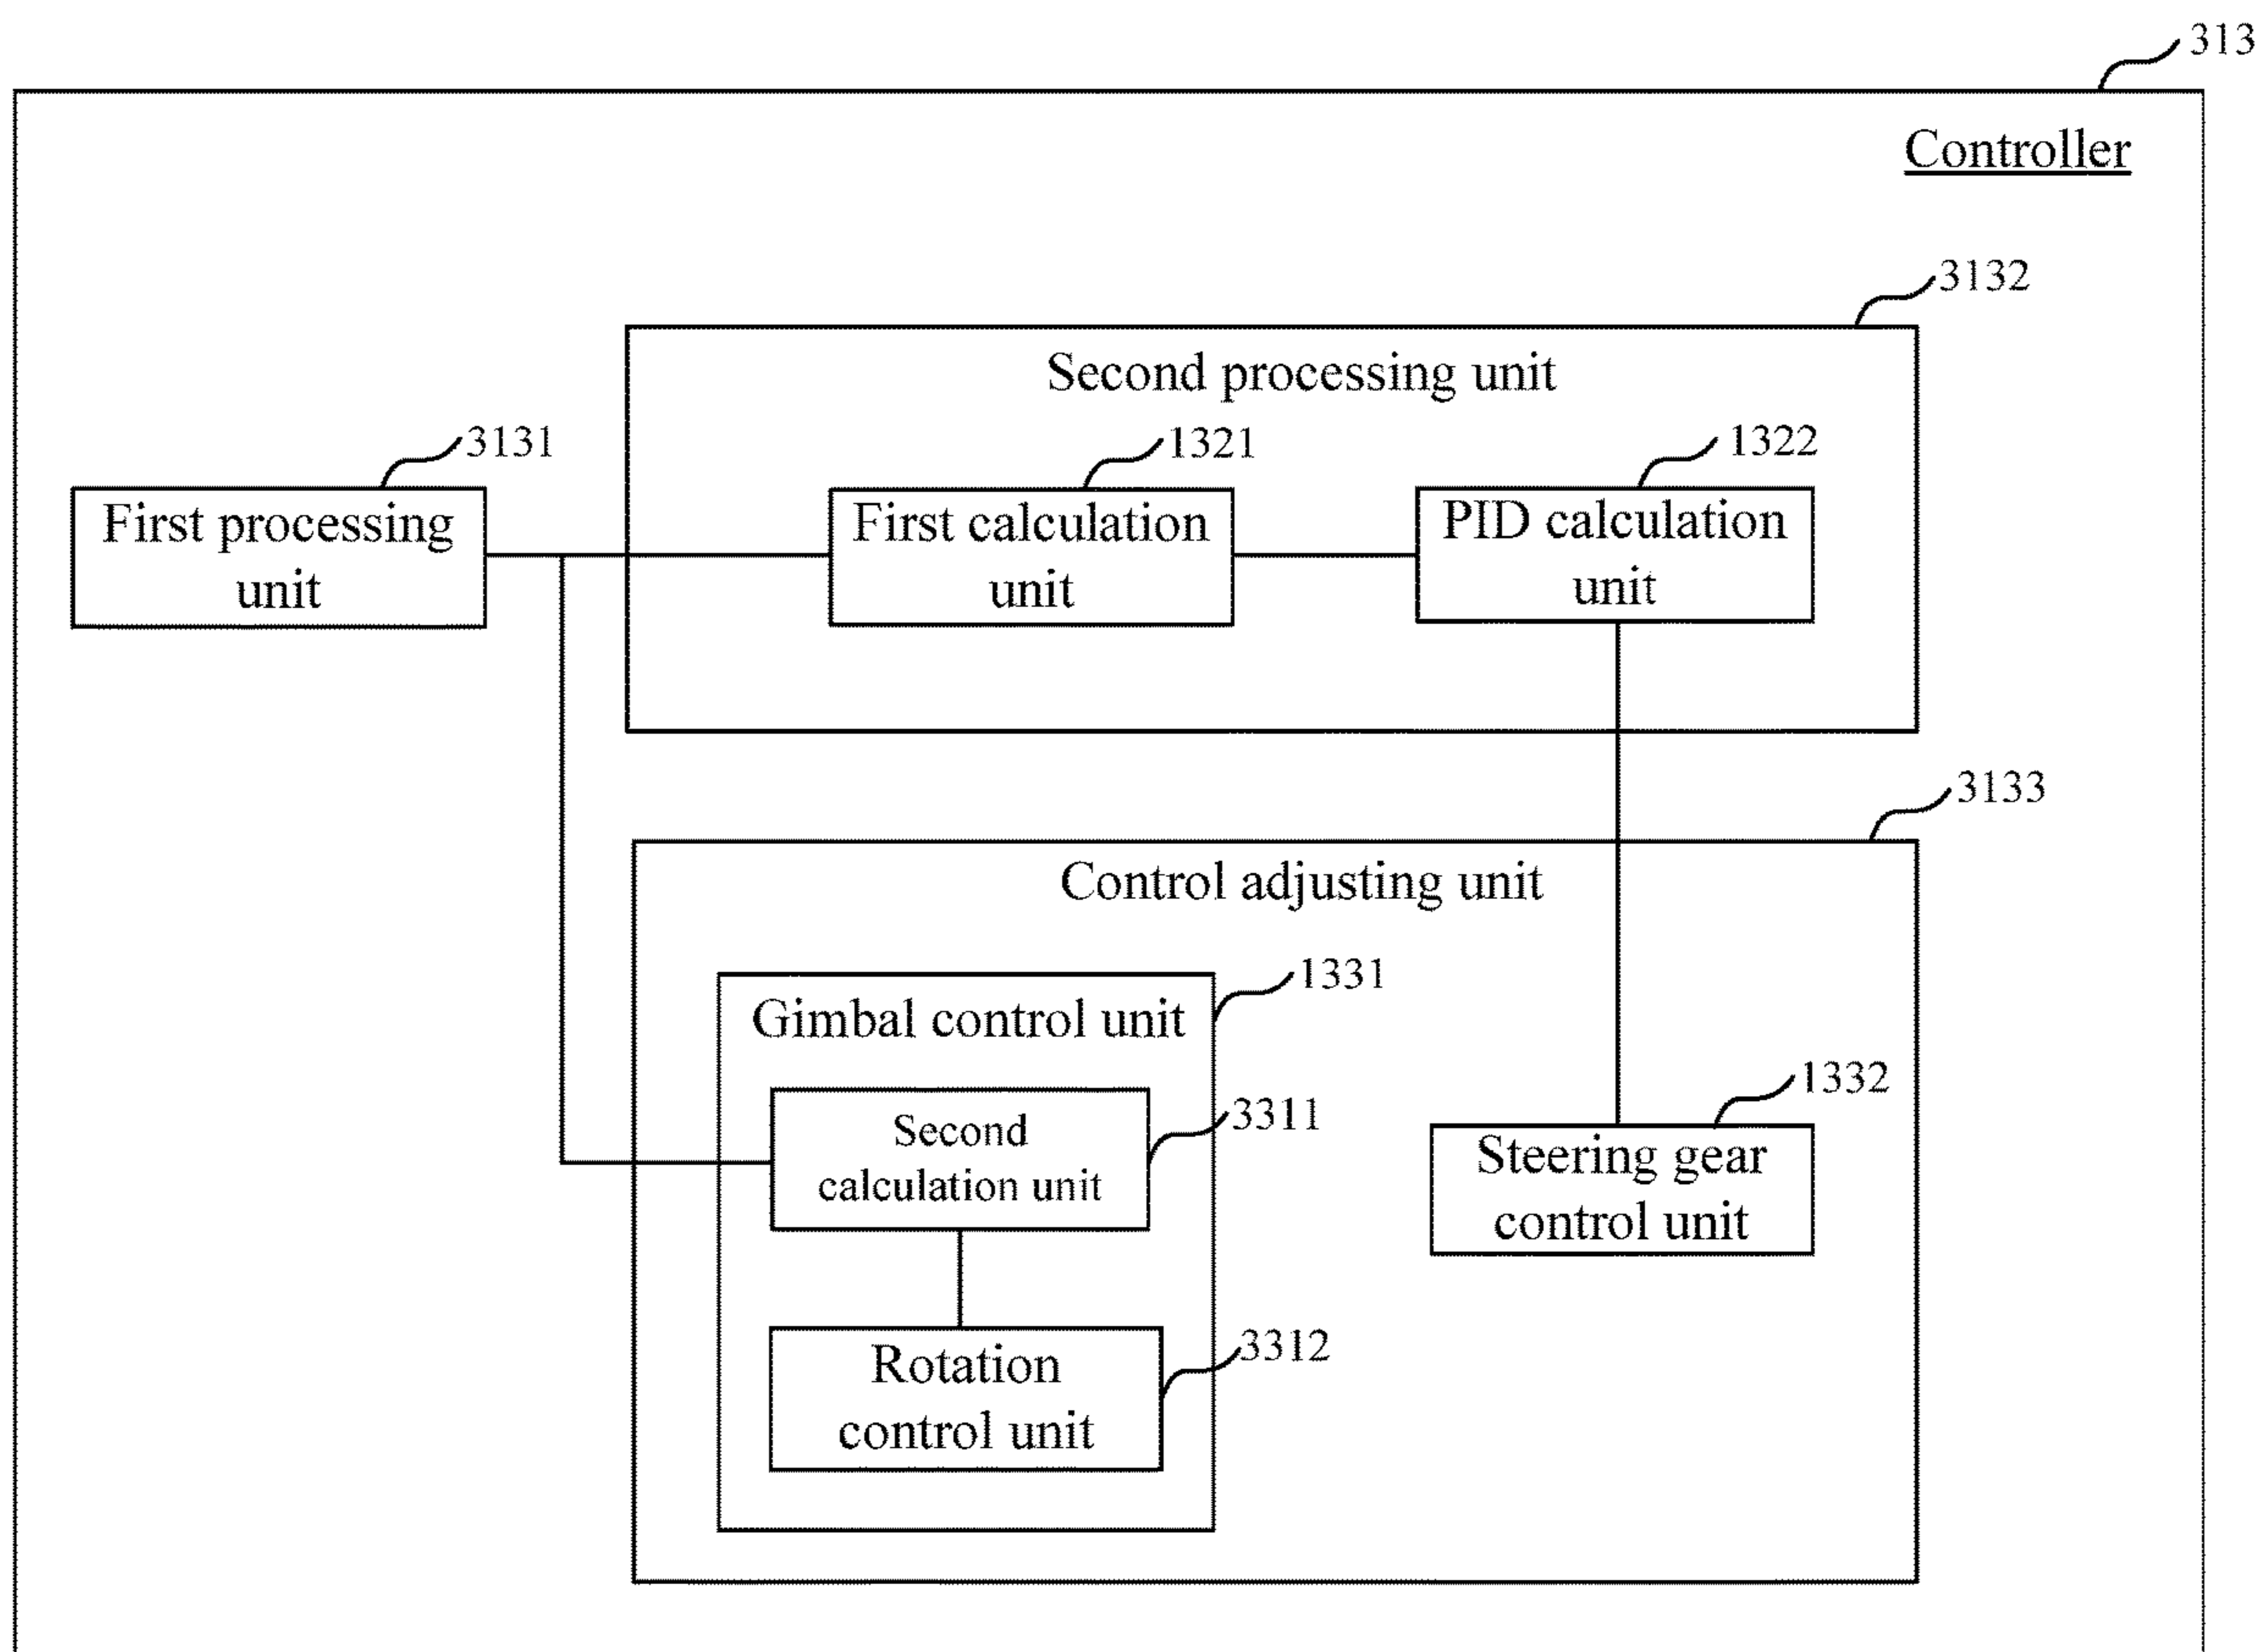 313
Controller
3132
Second processing unit
3131
1321
1322
First processing
unit
First calculation
unit
PID calculation
unit
3133
Control adjusting unit
1331
Gimbal control unit
1332
3311
Second
calculation unit
Steering gear
control unit
3312
Rotation
control unit